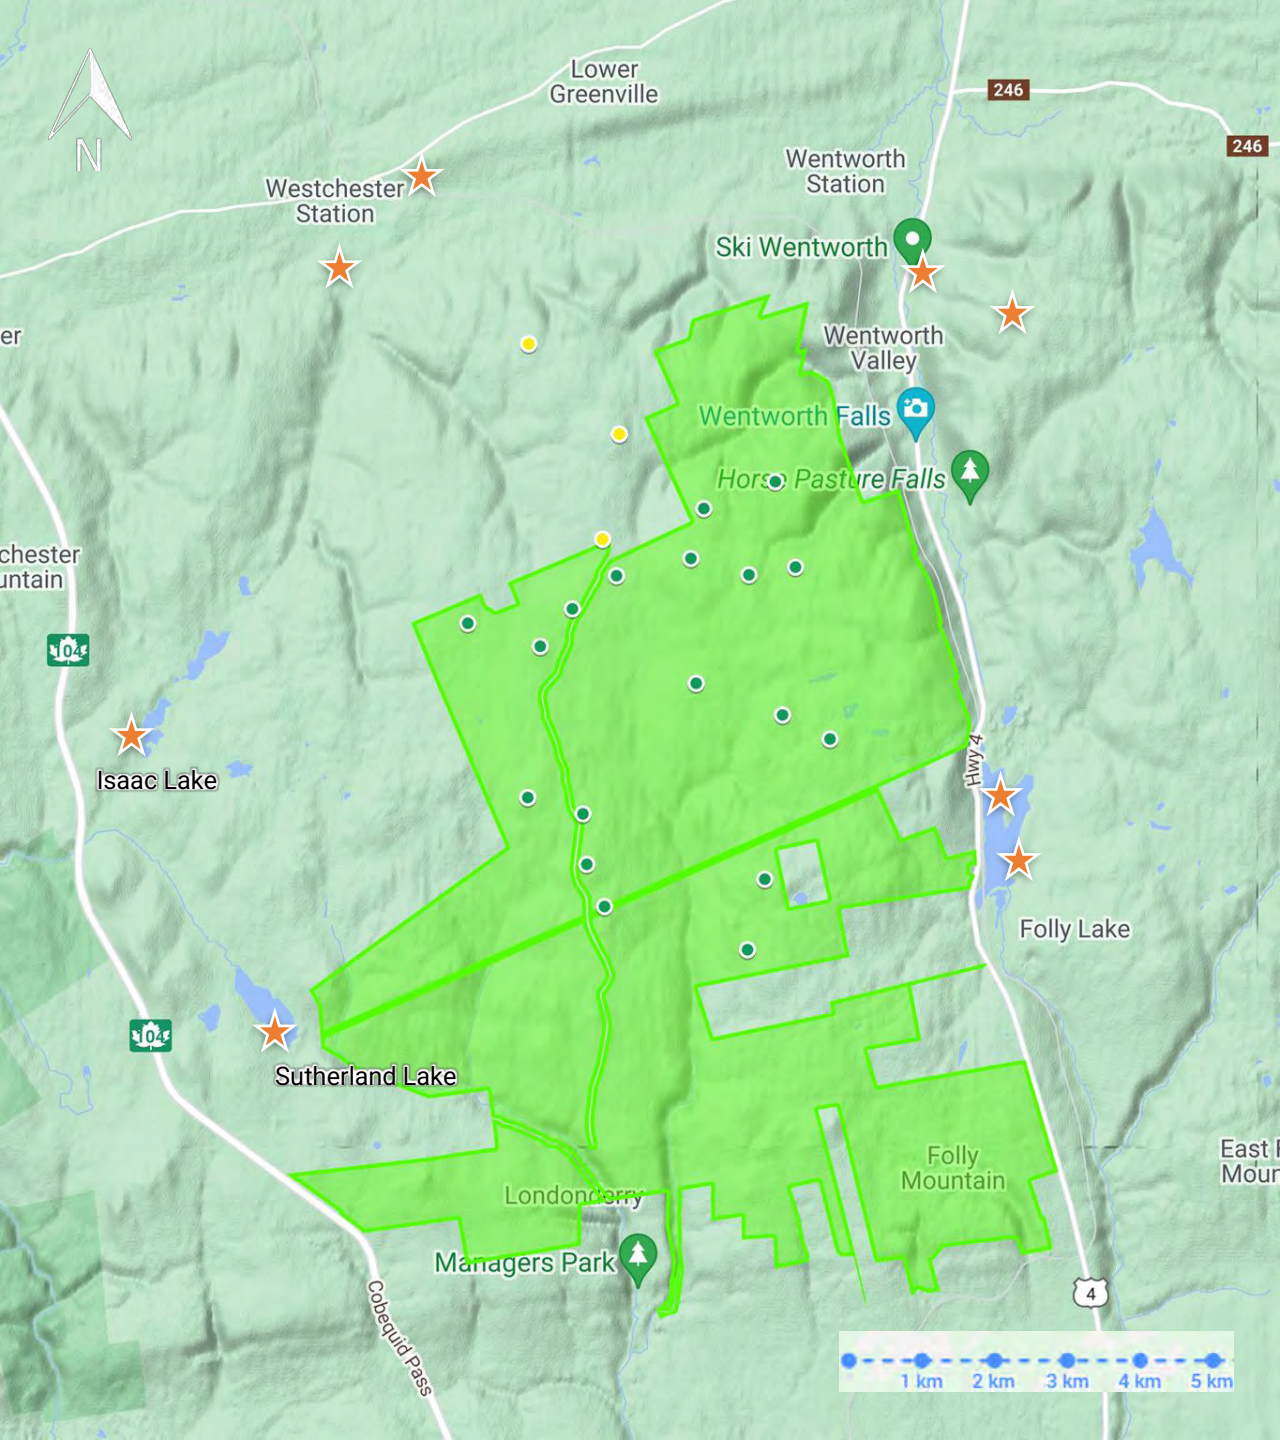 Lower
Greenville
246
246
N
Wentworth
Station
Westchester
Station
Ski Wentworth
er
Wentworth
Valley
Wentworth Falls
Horse Pasture Falls
chester
untain
104
Hwy 4
Isaac Lake
Folly Lake
104
Sutherland Lake
East F
Moun
Folly
Mountain
Londonderry
Managers Park
4
Cobequid Pass
1 km
2 km
3 km
4 km
5 km